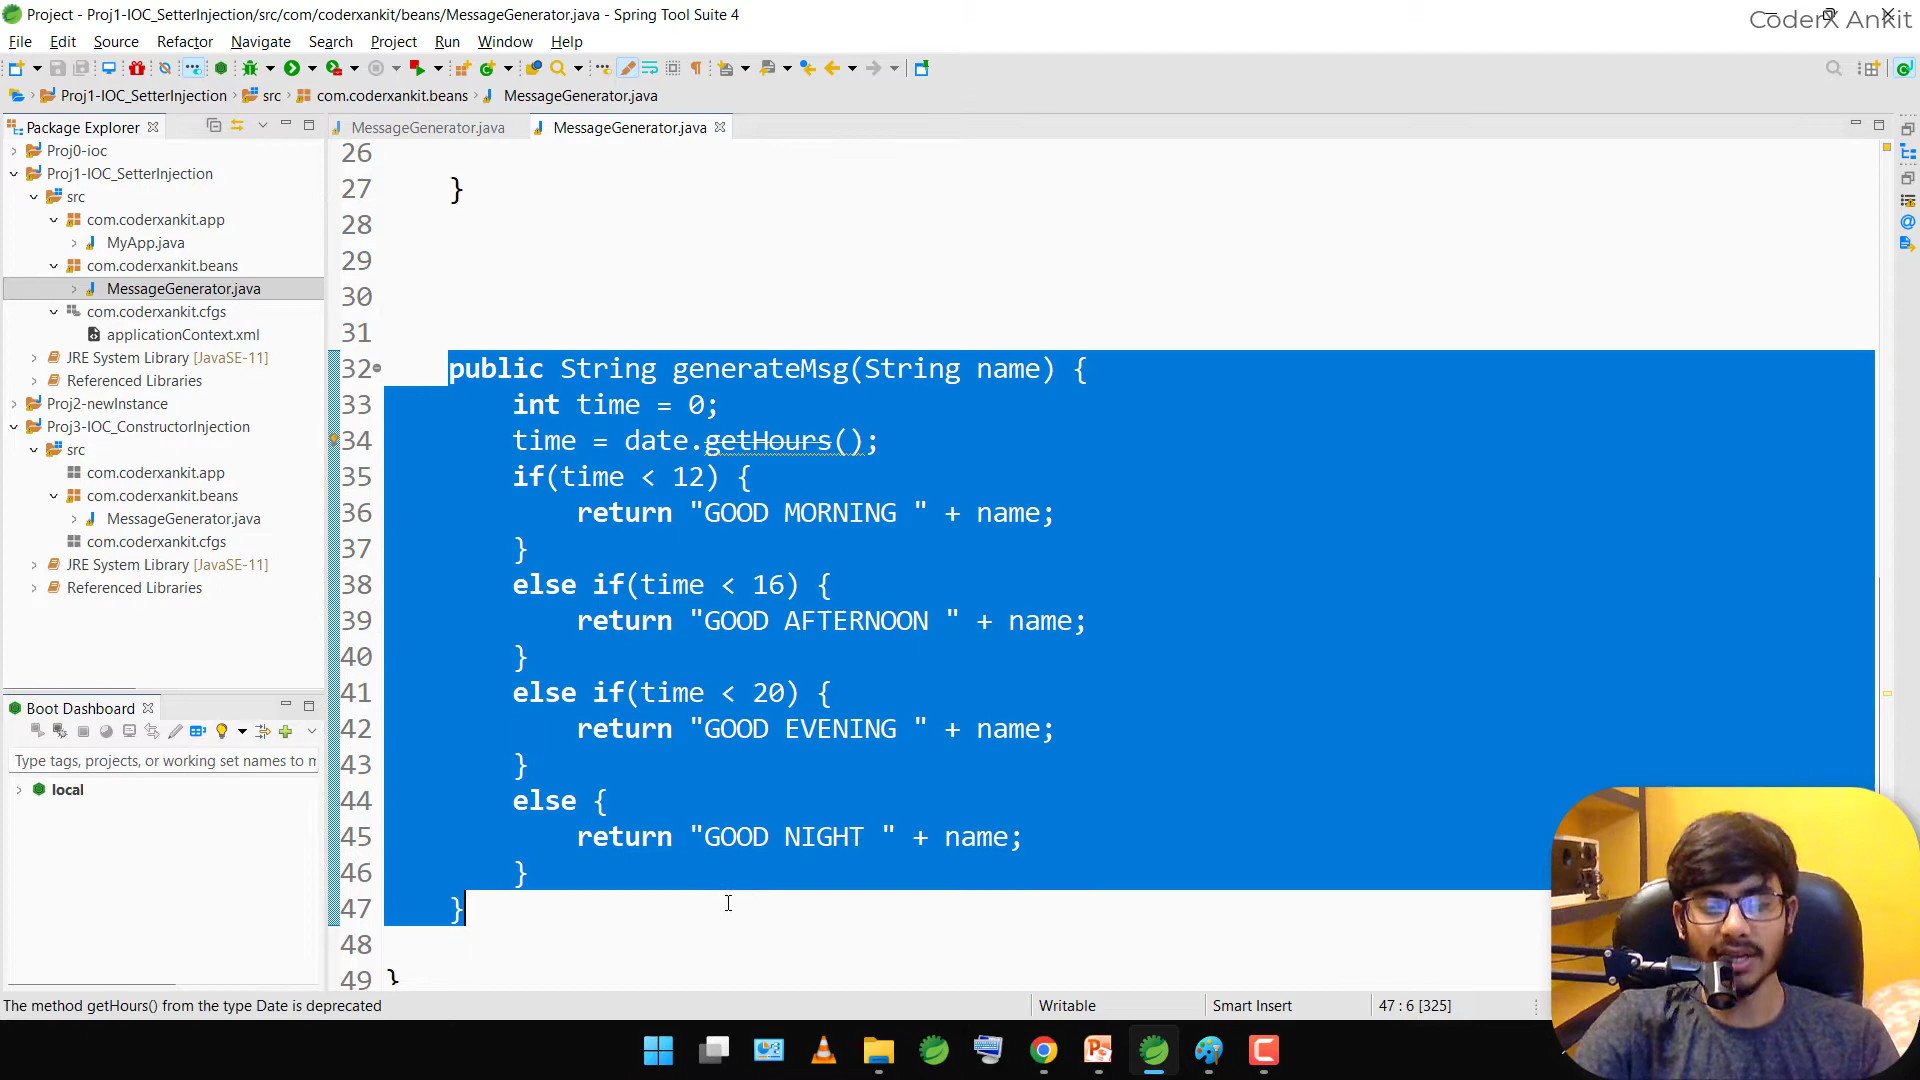 Project - Proj1-IOC_SetterInjection/src/com/coderxankit/beans/MessageGenerator.java - Spring Tool Suite 4
CoderX Ankit
File Edit Source Refactor Navigate Search Project Run Window Help
Proj1-IOC_SetterInjection src com.coderxankit.beans MessageGenerator.java
Package Explorer
MessageGenerator.java MessageGenerator.java
Proj0-ioc
Proj1-IOC_SetterInjection
src
com.coderxankit.app
MyApp.java
com.coderxankit.beans
MessageGenerator.java
com.coderxankit.cfgs
applicationContext.xml
JRE System Library [JavaSE-11]
Referenced Libraries
Proj2-newInstance
Proj3-IOC_ConstructorInjection
src
com.coderxankit.app
com.coderxankit.beans
MessageGenerator.java
com.coderxankit.cfgs
JRE System Library [JavaSE-11]
Referenced Libraries
Boot Dashboard
Type tags, projects, or working set names to m
local
26
27 }
28
29
30
31
32 public String generateMsg(String name) {
33 int time = 0;
34 time = date.getHours();
35 if(time < 12) {
36 return "GOOD MORNING " + name;
37 }
38 else if(time < 16) {
39 return "GOOD AFTERNOON " + name;
40 }
41 else if(time < 20) {
42 return "GOOD EVENING " + name;
43 }
44 else {
45 return "GOOD NIGHT " + name;
46 }
47 }
48
49 }
The method getHours() from the type Date is deprecated
Writable
Smart Insert
47 : 6 [325]